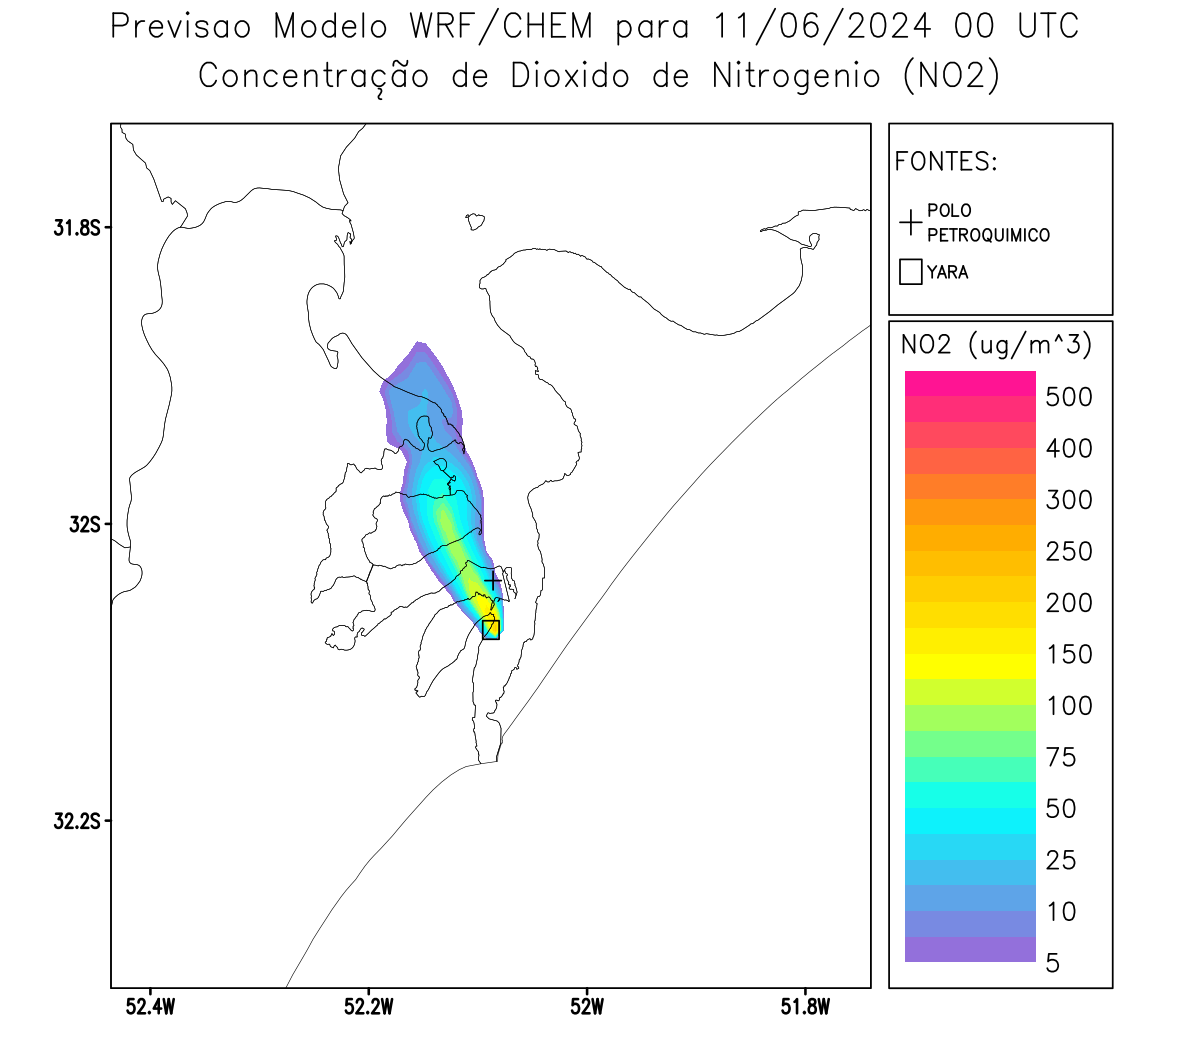 Previsao Modelo WRF/CHEM para 11/06/2024 00 UTC
Concentração de Dioxido de Nitrogenio (NO2)
FONTES:
POLO
PETROQUIMICO
YARA
NO2 (ug/m^3)
500
400
300
250
200
150
100
75
50
25
10
5
31.8S
32S
32.2S
52.4W
52.2W
52W
51.8W